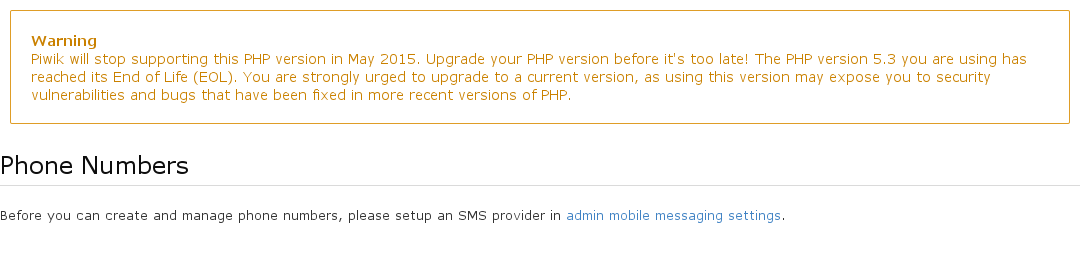 Warning
Piwik will stop supporting this PHP version in May 2015. Upgrade your PHP version before it's too late! The PHP version 5.3 you are using has
reached its End of Life (EOL). You are strongly urged to upgrade to a current version, as using this version may expose you to security
vulnerabilities and bugs that have been fixed in more recent versions of PHP.
Phone Numbers
Before you can create and manage phone numbers, please setup an SMS provider in admin mobile messaging settings.